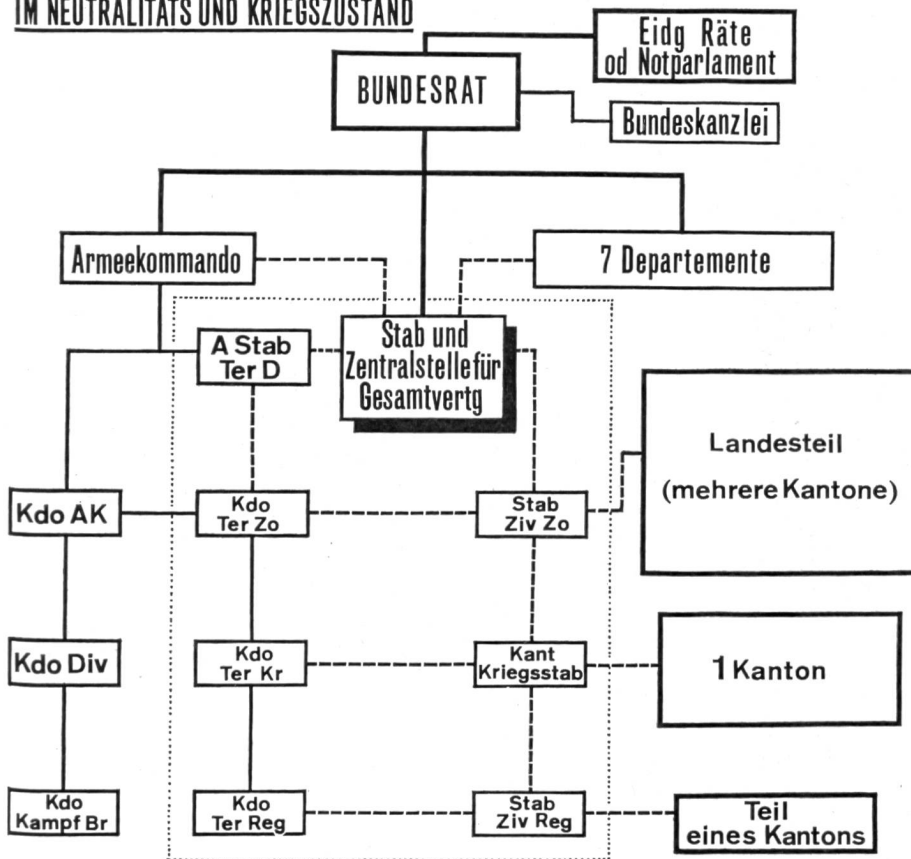 IM NEUTRALITÄTS UND KRIEGSZUSTAND
Eidg Räte
od Notparlament
BUNDESRAT
Bundeskanzlei
Armeekommando
7 Departemente
A Stab
Ter D
Stab und
Zentralstelle für
Gesamtvertg
Landesteil
(mehrere Kantone)
Kdo AK
Kdo
Ter Zo
Stab
Ziv Zo
Kdo Div
Kdo
Ter Kr
Kant
Kriegsstab
1 Kanton
Kdo
Kampf Br
Kdo
Ter Reg
Stab
Ziv Reg
Teil
eines Kantons